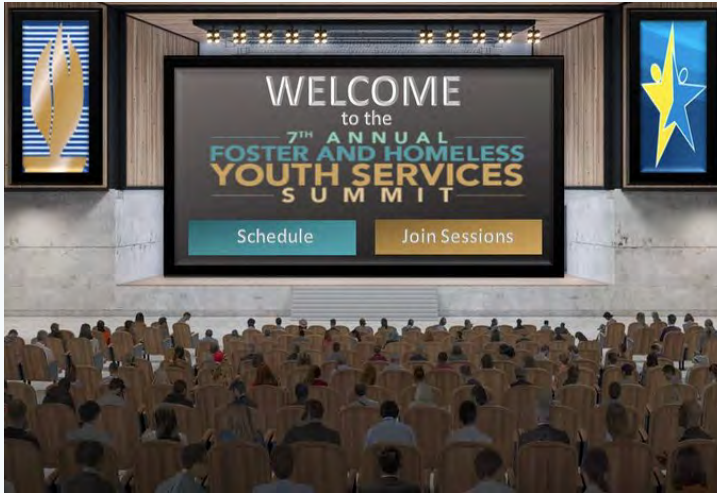 WELCOME
to the
7TH ANNUAL
FOSTER AND HOMELESS
YOUTH SERVICES
SUMMIT
Schedule
Join Sessions